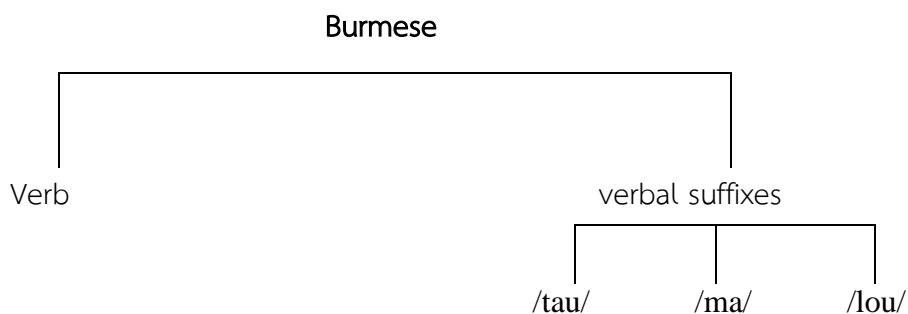 Burmese
Verb verbal suffixes
/tau/ /ma/ /lou/